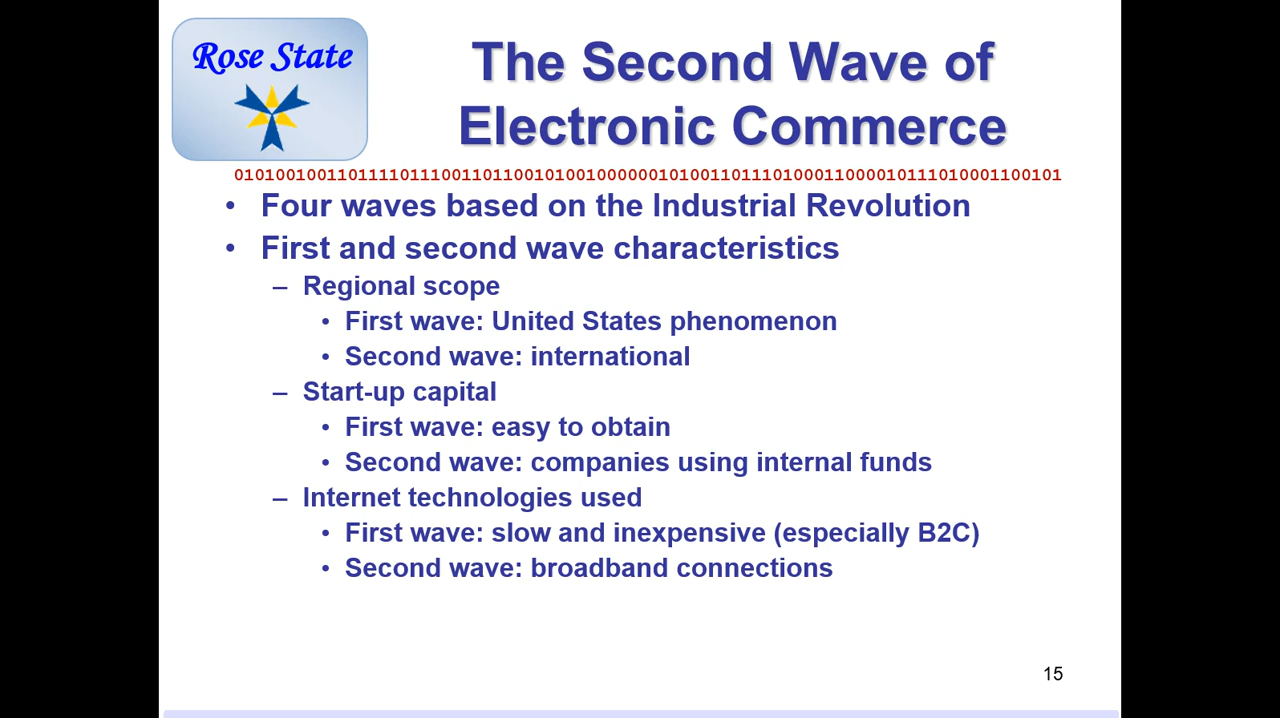 Rose State
The Second Wave of
Electronic Commerce
01010010011011110111001101100101001000000101001101110100011000010111010001100101
• Four waves based on the Industrial Revolution
• First and second wave characteristics
– Regional scope
• First wave: United States phenomenon
• Second wave: international
– Start-up capital
• First wave: easy to obtain
• Second wave: companies using internal funds
– Internet technologies used
• First wave: slow and inexpensive (especially B2C)
• Second wave: broadband connections
15